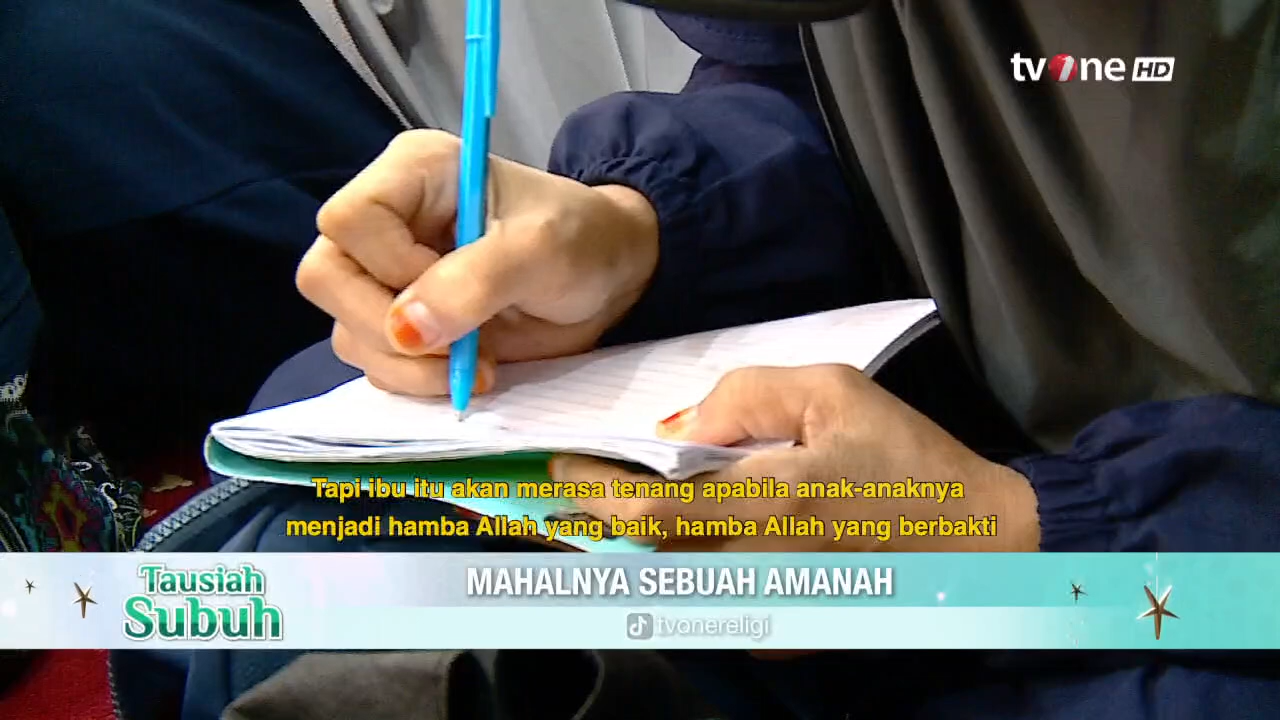 tvOne HD
Tapi ibu itu akan merasa tenang apabila anak-anaknya
menjadi hamba Allah yang baik, hamba Allah yang berbakti
Tausiah
Subuh
MAHALNYA SEBUAH AMANAH
tvonereligi